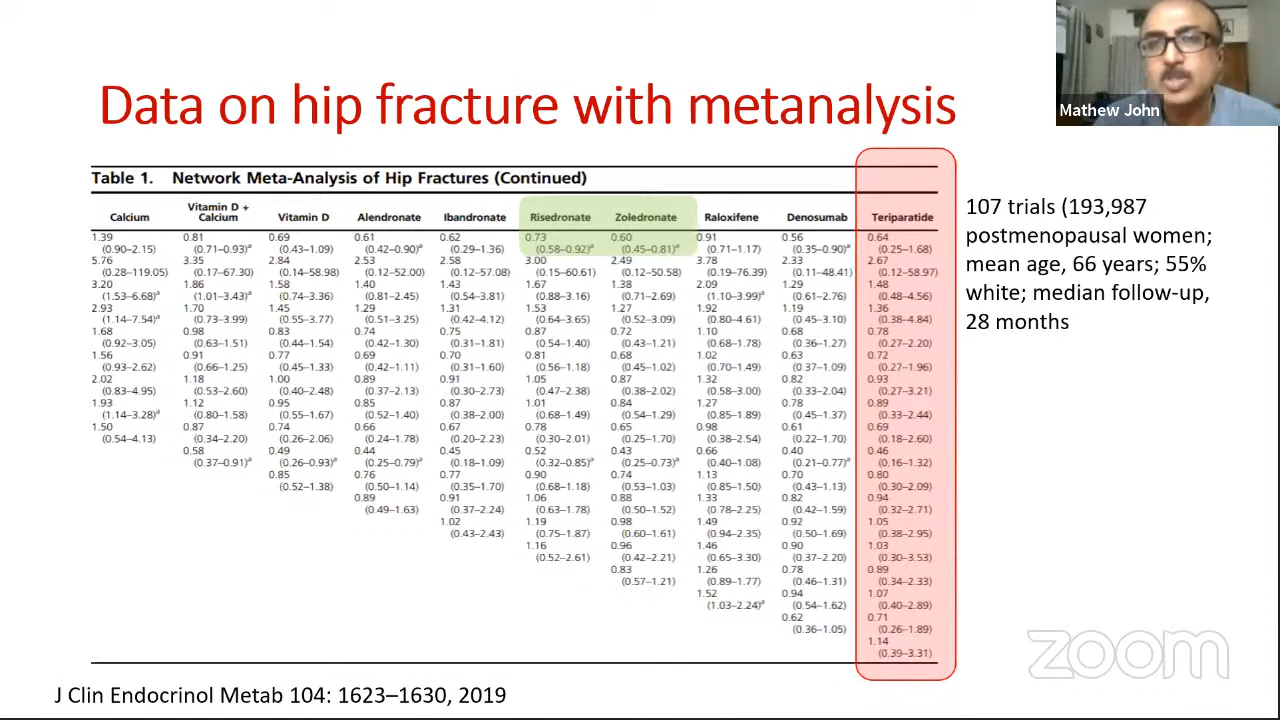 Data on hip fracture with metanalysis
Mathew John
Table 1. Network Meta-Analysis of Hip Fractures (Continued)
Calcium Vitamin D + Calcium Vitamin D Alendronate Ibandronate Risedronate Zoledronate Raloxifene Denosumab Teriparatide
1.39 0.81 0.69 0.61 0.62 0.73 0.60 0.91 0.56 0.64
(0.90–2.15) (0.71–0.93)a (0.43–1.09) (0.42–0.90)a (0.29–1.36) (0.58–0.92)a (0.45–0.81)a (0.71–1.17) (0.35–0.90)a (0.25–1.68)
5.76 3.35 2.84 2.53 2.58 3.00 2.49 3.78 2.33 2.67
(0.28–119.05) (0.17–67.30) (0.14–58.98) (0.12–52.00) (0.12–57.08) (0.15–60.61) (0.12–50.58) (0.19–76.39) (0.11–48.41) (0.12–58.97)
3.20 1.86 1.58 1.40 1.43 1.67 1.38 2.09 1.29 1.48
(1.53–6.68)a (1.01–3.43)a (0.74–3.36) (0.81–2.45) (0.54–3.81) (0.88–3.16) (0.71–2.69) (1.10–3.99)a (0.61–2.76) (0.48–4.56)
2.93 1.70 1.45 1.29 1.31 1.53 1.27 1.92 1.19 1.36
(1.14–7.54)a (0.73–3.99) (0.55–3.77) (0.51–3.25) (0.42–4.12) (0.64–3.65) (0.52–3.09) (0.80–4.61) (0.45–3.10) (0.38–4.84)
1.68 0.98 0.83 0.74 0.75 0.87 0.72 1.10 0.68 0.78
(0.92–3.05) (0.63–1.51) (0.44–1.54) (0.42–1.30) (0.31–1.81) (0.54–1.40) (0.43–1.21) (0.68–1.78) (0.36–1.27) (0.27–2.20)
1.56 0.91 0.77 0.69 0.70 0.81 0.68 1.02 0.63 0.72
(0.93–2.62) (0.66–1.25) (0.45–1.33) (0.42–1.11) (0.31–1.60) (0.56–1.18) (0.45–1.02) (0.70–1.49) (0.37–1.09) (0.27–1.96)
2.02 1.18 1.00 0.89 0.91 1.05 0.87 1.32 0.82 0.93
(0.83–4.95) (0.53–2.60) (0.40–2.48) (0.37–2.13) (0.30–2.73) (0.47–2.38) (0.38–2.02) (0.58–3.00) (0.33–2.04) (0.27–3.21)
1.93 1.12 0.95 0.85 0.87 1.01 0.84 1.27 0.78 0.89
(1.14–3.28)a (0.80–1.58) (0.55–1.67) (0.52–1.40) (0.38–2.00) (0.68–1.49) (0.54–1.29) (0.85–1.89) (0.45–1.37) (0.33–2.44)
1.50 0.87 0.74 0.66 0.67 0.78 0.65 0.98 0.61 0.69
(0.54–4.13) (0.34–2.20) (0.26–2.06) (0.24–1.78) (0.20–2.23) (0.30–2.01) (0.25–1.70) (0.38–2.54) (0.22–1.70) (0.18–2.60)
0.58 0.49 0.44 0.45 0.52 0.43 0.66 0.40 0.46
(0.37–0.91)a (0.26–0.93)a (0.25–0.79)a (0.18–1.09) (0.32–0.85)a (0.25–0.73)a (0.40–1.08) (0.21–0.77)a (0.16–1.32)
0.85 0.76 0.77 0.90 0.74 1.13 0.70 0.80
(0.52–1.38) (0.50–1.14) (0.35–1.70) (0.68–1.18) (0.53–1.03) (0.85–1.50) (0.43–1.13) (0.30–2.09)
0.89 0.91 1.06 0.88 1.33 0.82 0.94
(0.49–1.63) (0.37–2.24) (0.63–1.78) (0.50–1.52) (0.78–2.25) (0.42–1.59) (0.32–2.71)
1.02 1.19 0.98 1.49 0.92 1.05
(0.43–2.43) (0.75–1.87) (0.60–1.61) (0.94–2.35) (0.50–1.69) (0.38–2.95)
1.16 0.96 1.46 0.90 1.03
(0.52–2.61) (0.42–2.21) (0.65–3.30) (0.37–2.20) (0.30–3.53)
0.83 1.26 0.78 0.89
(0.57–1.21) (0.89–1.77) (0.46–1.31) (0.34–2.33)
1.52 0.94 1.07
(1.03–2.24)a (0.54–1.62) (0.40–2.89)
0.62 0.71
(0.36–1.05) (0.26–1.89)
1.14
(0.39–3.31)
107 trials (193,987
postmenopausal women;
mean age, 66 years; 55%
white; median follow-up,
28 months
zoom
J Clin Endocrinol Metab 104: 1623–1630, 2019